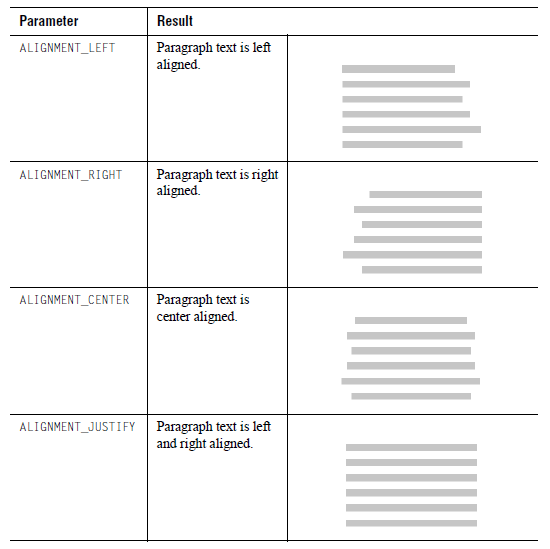 Parameter Result
ALIGNMENT_LEFT Paragraph text is left
aligned.
ALIGNMENT_RIGHT Paragraph text is right
aligned.
ALIGNMENT_CENTER Paragraph text is
center aligned.
ALIGNMENT_JUSTIFY Paragraph text is left
and right aligned.